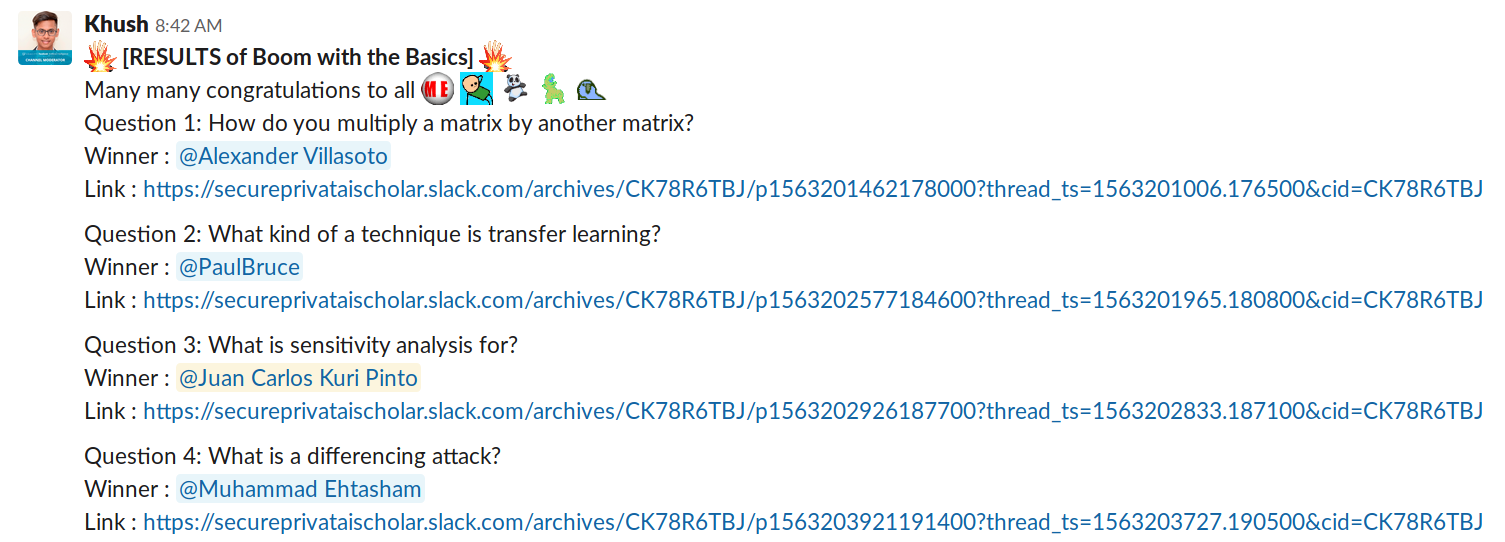 Khush 8:42 AM
[RESULTS of Boom with the Basics]
Many many congratulations to all ME
Question 1: How do you multiply a matrix by another matrix?
Winner : @Alexander Villasoto
Link : https://secureprivataischolar.slack.com/archives/CK78R6TBJ/p1563201462178000?thread_ts=1563201006.176500&cid=CK78R6TBJ
Question 2: What kind of a technique is transfer learning?
Winner : @PaulBruce
Link : https://secureprivataischolar.slack.com/archives/CK78R6TBJ/p1563202577184600?thread_ts=1563201965.180800&cid=CK78R6TBJ
Question 3: What is sensitivity analysis for?
Winner : @Juan Carlos Kuri Pinto
Link : https://secureprivataischolar.slack.com/archives/CK78R6TBJ/p1563202926187700?thread_ts=1563202833.187100&cid=CK78R6TBJ
Question 4: What is a differencing attack?
Winner : @Muhammad Ehtasham
Link : https://secureprivataischolar.slack.com/archives/CK78R6TBJ/p1563203921191400?thread_ts=1563203727.190500&cid=CK78R6TBJ
CHANNEL MODERATOR